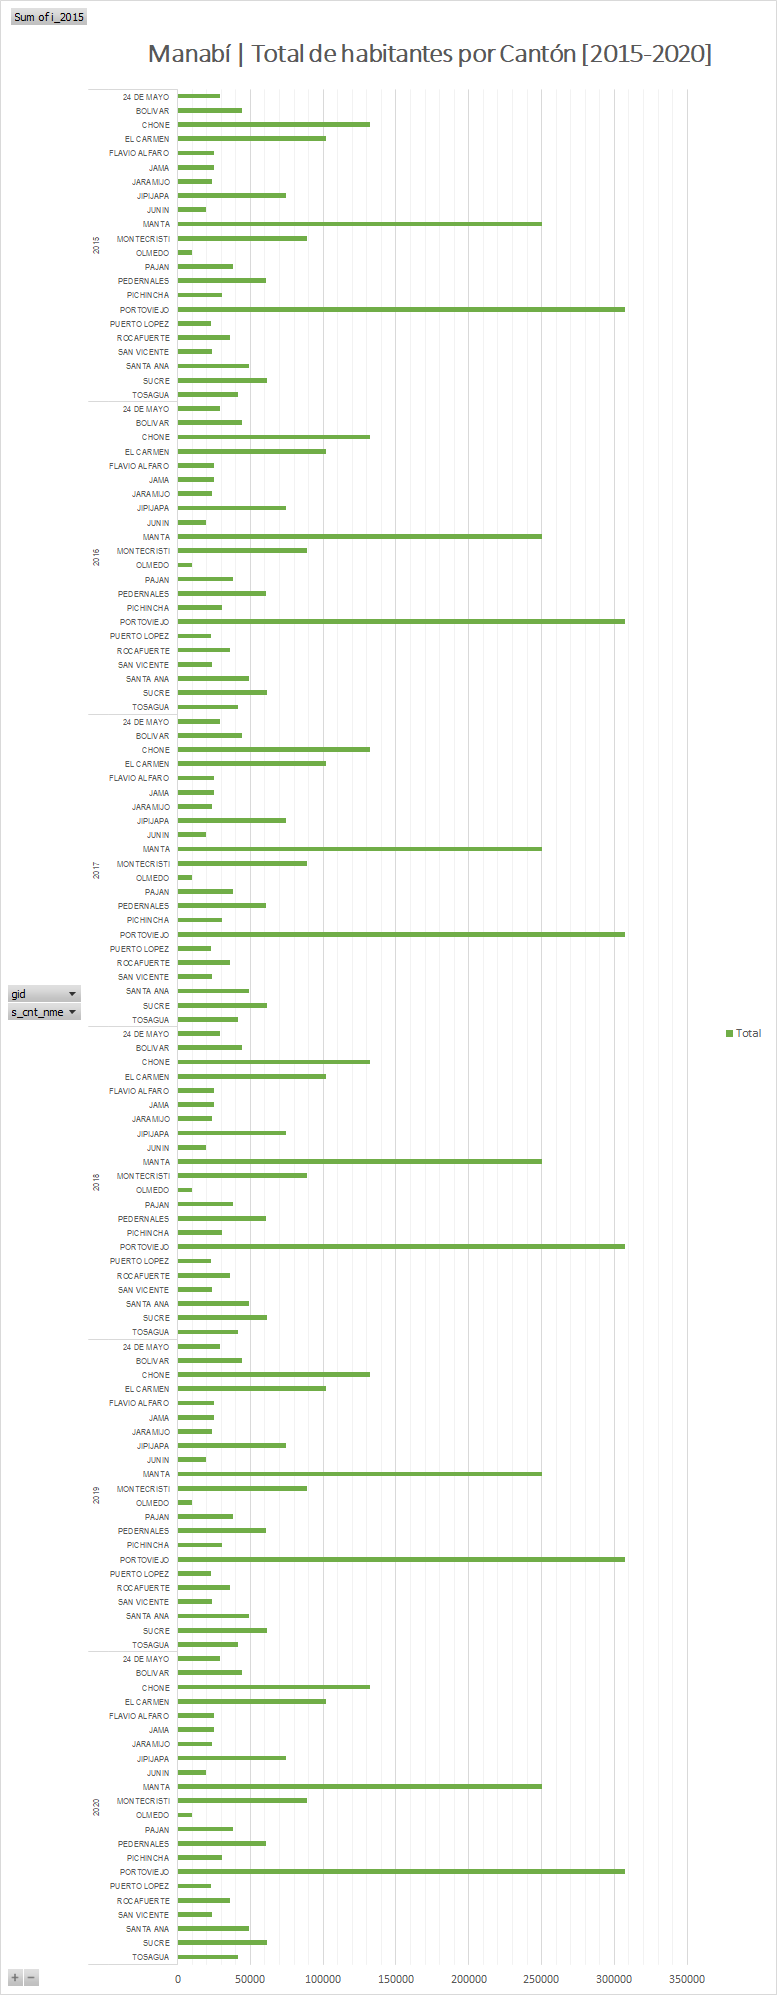 Sum of i_2015
Manabí | Total de habitantes por Cantón [2015-2020]
2015
24 DE MAYO
BOLIVAR
CHONE
EL CARMEN
FLAVIO ALFARO
JAMA
JARAMIJO
JIPIJAPA
JUNIN
MANTA
MONTECRISTI
OLMEDO
PAJAN
PEDERNALES
PICHINCHA
PORTOVIEJO
PUERTO LOPEZ
ROCAFUERTE
SAN VICENTE
SANTA ANA
SUCRE
TOSAGUA
2016
24 DE MAYO
BOLIVAR
CHONE
EL CARMEN
FLAVIO ALFARO
JAMA
JARAMIJO
JIPIJAPA
JUNIN
MANTA
MONTECRISTI
OLMEDO
PAJAN
PEDERNALES
PICHINCHA
PORTOVIEJO
PUERTO LOPEZ
ROCAFUERTE
SAN VICENTE
SANTA ANA
SUCRE
TOSAGUA
2017
24 DE MAYO
BOLIVAR
CHONE
EL CARMEN
FLAVIO ALFARO
JAMA
JARAMIJO
JIPIJAPA
JUNIN
MANTA
MONTECRISTI
OLMEDO
PAJAN
PEDERNALES
PICHINCHA
PORTOVIEJO
PUERTO LOPEZ
ROCAFUERTE
SAN VICENTE
SANTA ANA
SUCRE
TOSAGUA
gid
s_cnt_nme
2018
24 DE MAYO
BOLIVAR
CHONE
EL CARMEN
FLAVIO ALFARO
JAMA
JARAMIJO
JIPIJAPA
JUNIN
MANTA
MONTECRISTI
OLMEDO
PAJAN
PEDERNALES
PICHINCHA
PORTOVIEJO
PUERTO LOPEZ
ROCAFUERTE
SAN VICENTE
SANTA ANA
SUCRE
TOSAGUA
Total
2019
24 DE MAYO
BOLIVAR
CHONE
EL CARMEN
FLAVIO ALFARO
JAMA
JARAMIJO
JIPIJAPA
JUNIN
MANTA
MONTECRISTI
OLMEDO
PAJAN
PEDERNALES
PICHINCHA
PORTOVIEJO
PUERTO LOPEZ
ROCAFUERTE
SAN VICENTE
SANTA ANA
SUCRE
TOSAGUA
2020
24 DE MAYO
BOLIVAR
CHONE
EL CARMEN
FLAVIO ALFARO
JAMA
JARAMIJO
JIPIJAPA
JUNIN
MANTA
MONTECRISTI
OLMEDO
PAJAN
PEDERNALES
PICHINCHA
PORTOVIEJO
PUERTO LOPEZ
ROCAFUERTE
SAN VICENTE
SANTA ANA
SUCRE
TOSAGUA
+ −
0 50000 100000 150000 200000 250000 300000 350000